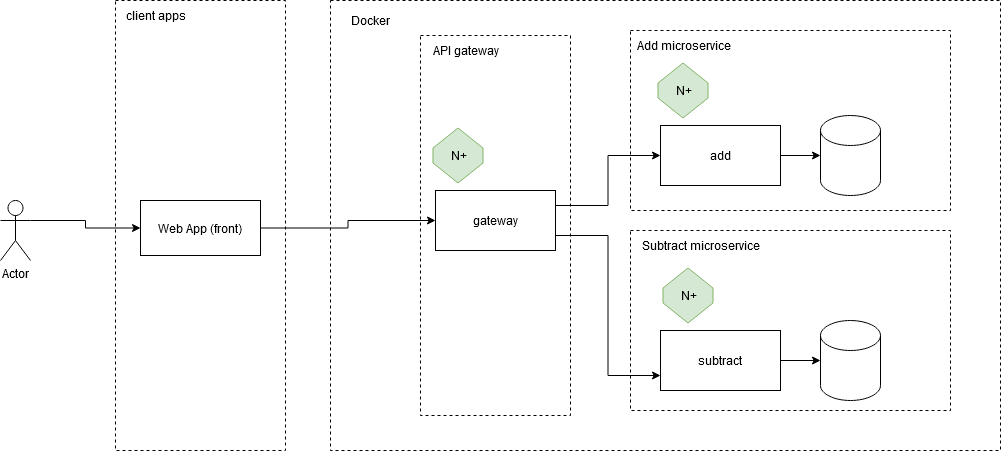 client apps
Docker
API gateway
Add microservice
N+
add
N+
gateway
Web App (front)
Actor
Subtract microservice
N+
subtract